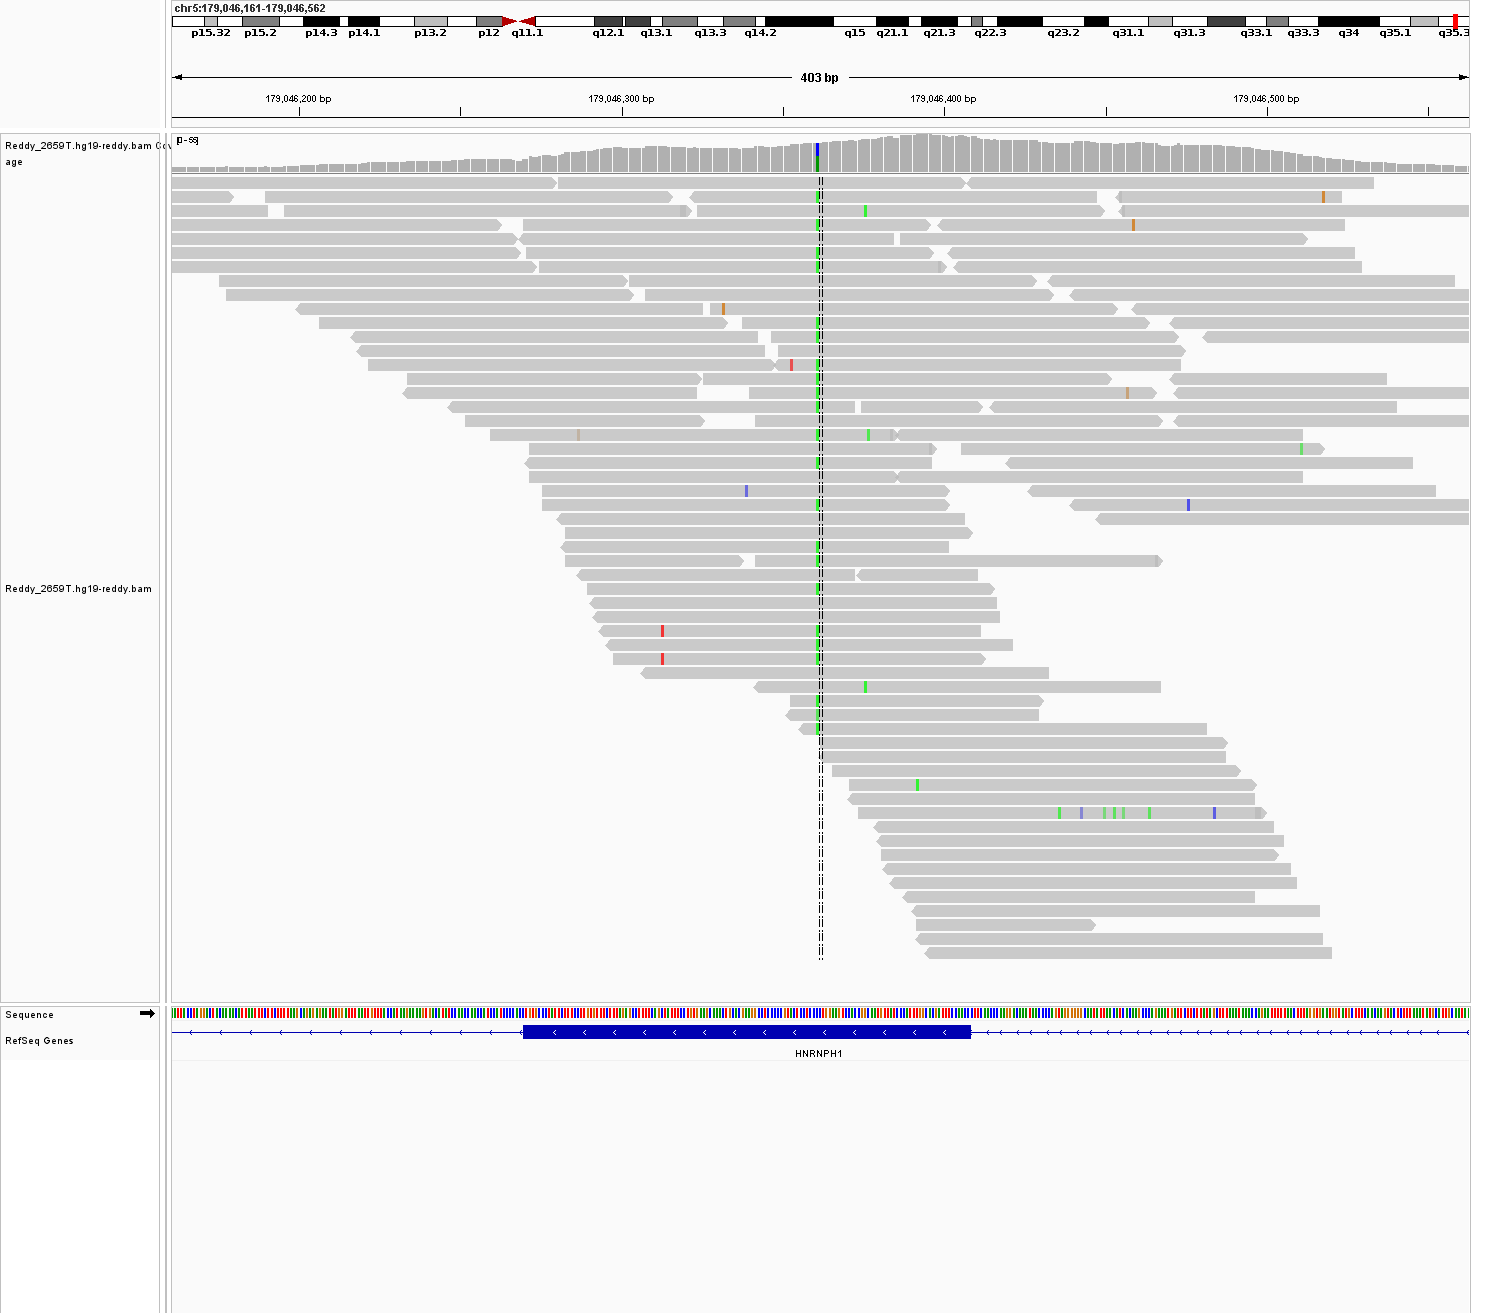 chr5:179,046,161-179,046,562
p15.32 p15.2 p14.3 p14.1 p13.2 p12 q11.1 q12.1 q13.1 q13.3 q14.2 q15 q21.1 q21.3 q22.3 q23.2 q31.1 q31.3 q33.1 q33.3 q34 q35.1 q35.3
403 bp
179,046,200 bp 179,046,300 bp 179,046,400 bp 179,046,500 bp
Reddy_2659T.hg19-reddy.bam Cov
age
Reddy_2659T.hg19-reddy.bam
Sequence
RefSeq Genes
HNRNPH1